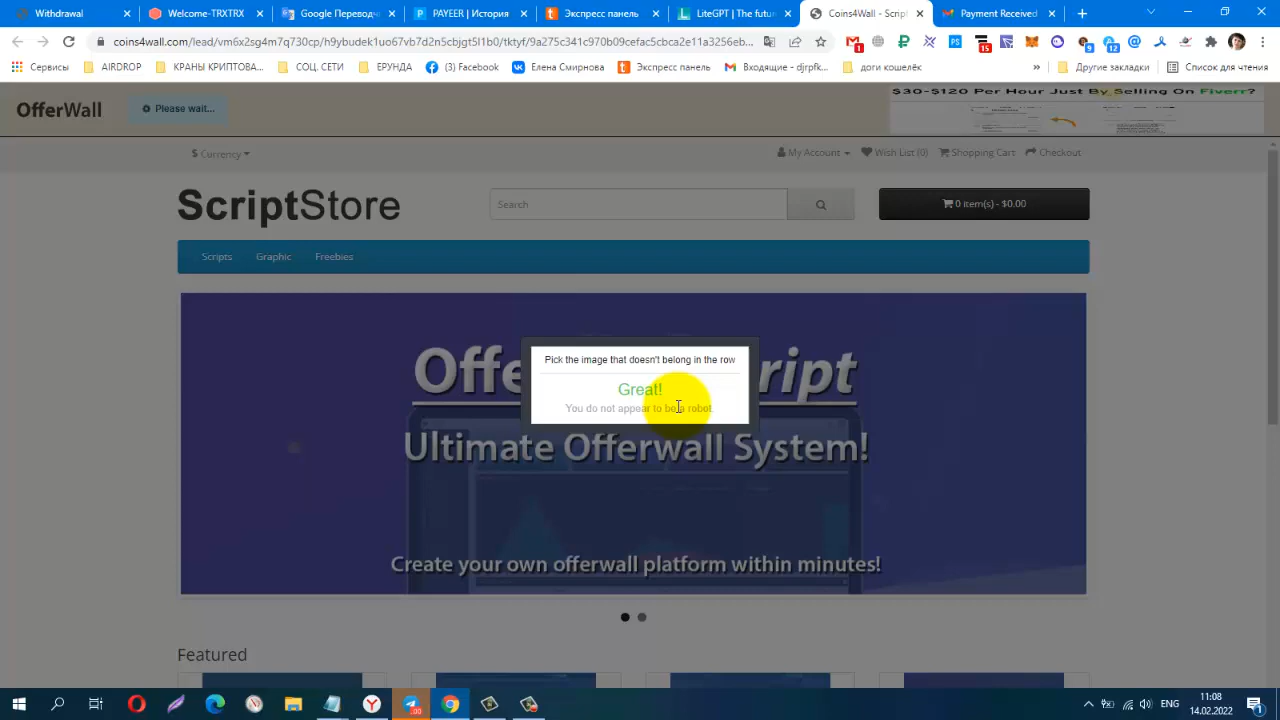 Withdrawal
Welcome-TRXTRX
Google Переводч
PAYEER | История
Экспресс панель
LiteGPT | The futur
Coins4Wall - Scrip
Payment Received
coins4wall.com/lead/vm6x2sg4m7z730cp/h9ybudek1ba67vk7d2n5cbjgt5l1b0/tktyf/9a275c341c970b09cefac5cbca2e11a3256eb...
Сервисы
AIRDROP
КРАНЫ КРИПТОВА...
СОЦ. СЕТИ
ЕРУНДА
(3) Facebook
Елена Смирнова
Экспресс панель
Входящие - djrpfk...
доги кошелёк
»
Другие закладки
Список для чтения
OfferWall
Please wait...
$30-$120 Per Hour Just By Selling On Fiverr?
$ Currency
My Account
Wish List (0)
Shopping Cart
Checkout
ScriptStore
Search
0 item(s) - $0.00
Scripts
Graphic
Freebies
Offe
ript
Pick the image that doesn't belong in the row
Great!
You do not appear to be a robot
Ultimate Offerwall System!
Create your own offerwall platform within minutes!
Featured
ENG
11:08
14.02.2022